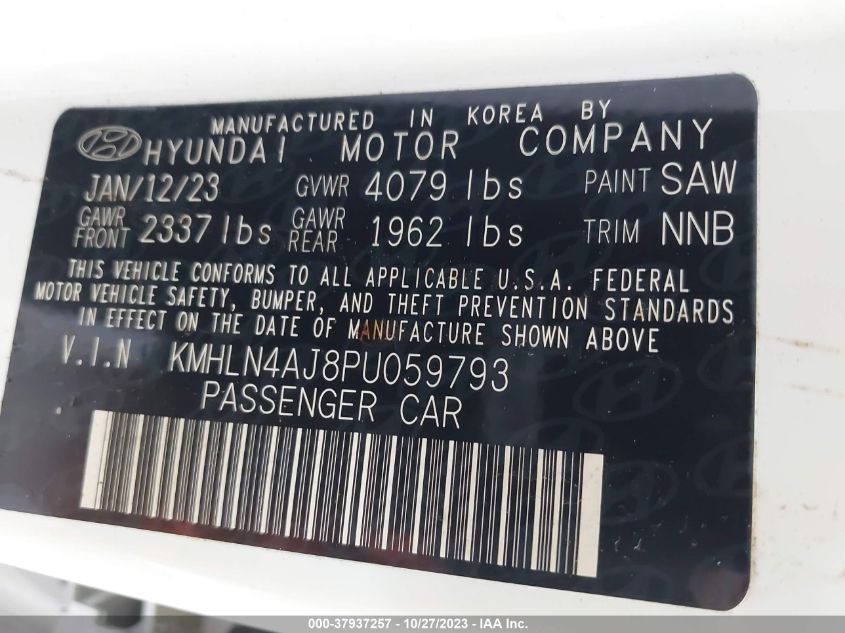 MANUFACTURED IN KOREA BY
HYUNDAI MOTOR COMPANY
JAN/12/23 GVWR 4079 lbs PAINT SAW
GAWR FRONT 2337 lbs GAWR REAR 1962 lbs TRIM NNB
THIS VEHICLE CONFORMS TO ALL APPLICABLE U.S.A. FEDERAL
MOTOR VEHICLE SAFETY, BUMPER, AND THEFT PREVENTION STANDARDS
IN EFFECT ON THE DATE OF MANUFACTURE SHOWN ABOVE
V.I.N KMHLN4AJ8PU059793
PASSENGER CAR
000-37937257 - 10/27/2023 - IAA Inc.